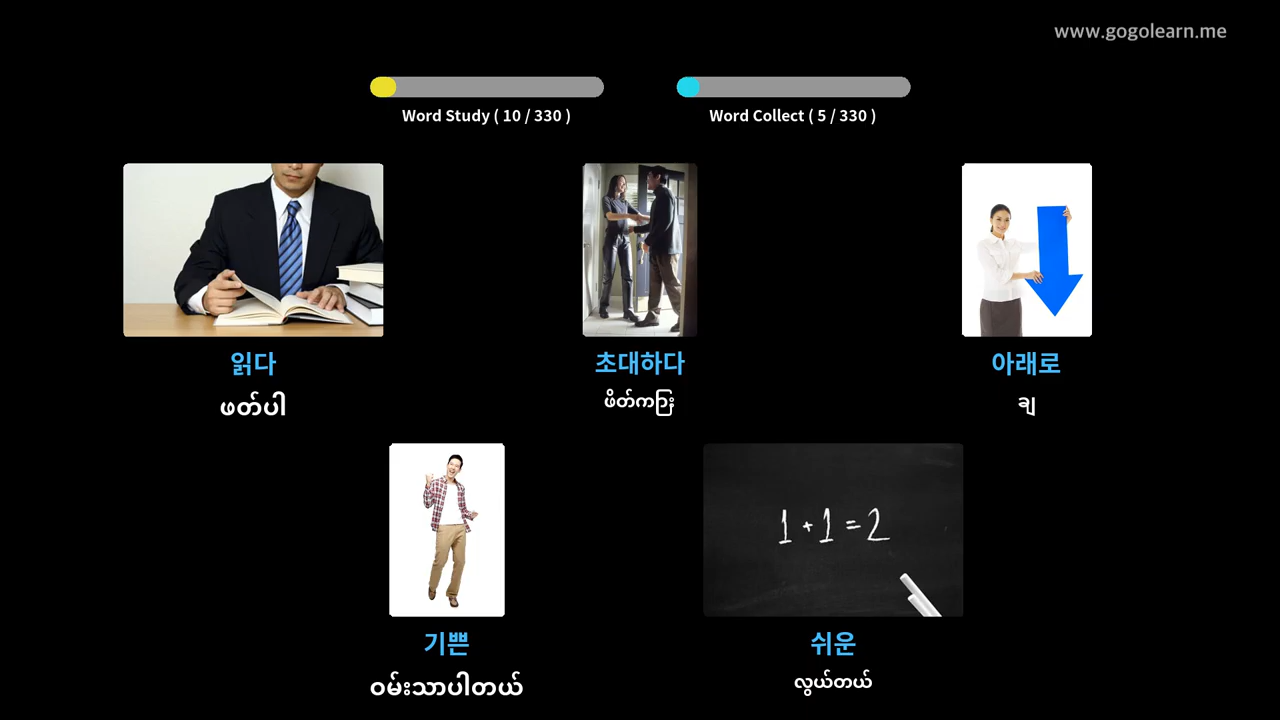 www.gogolearn.me
Word Study ( 10 / 330 )
Word Collect ( 5 / 330 )
읽다
초대하다
아래로
ဖတ်ပါ
ဖိတ်ကြား
ချ
1 + 1 = 2
기쁜
쉬운
ဝမ်းသာပါတယ်
လွယ်တယ်